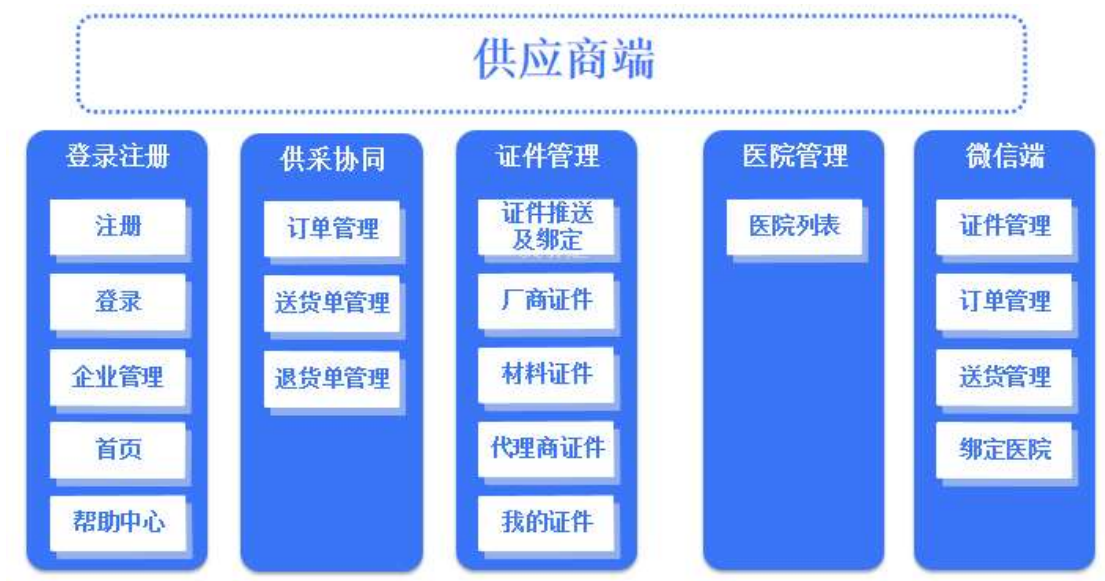 供应商端
登录注册
注册
登录
企业管理
首页
帮助中心
供采协同
订单管理
送货单管理
退货单管理
证件管理
证件推送
及绑定
厂商证件
材料证件
代理商证件
我的证件
医院管理
医院列表
微信端
证件管理
订单管理
送货管理
绑定医院